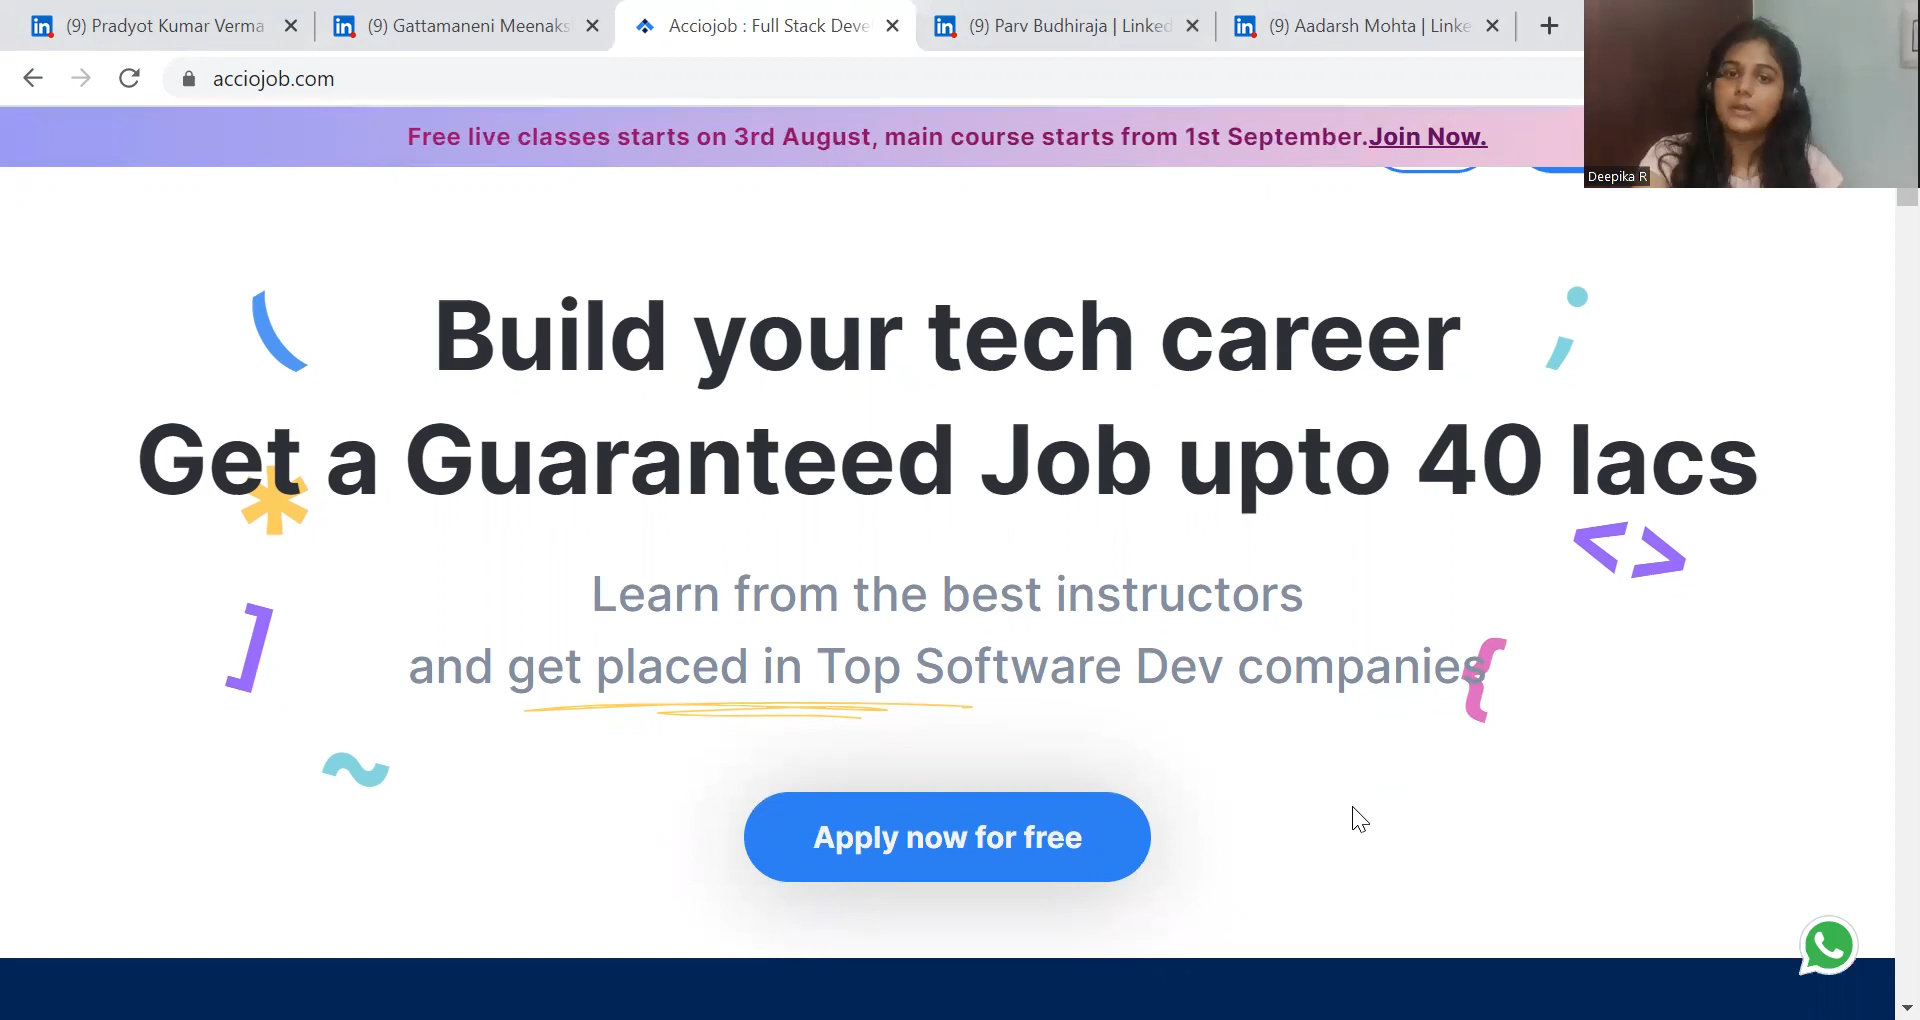 (9) Pradyot Kumar Verma
(9) Gattamaneni Meenaks
Acciojob : Full Stack Deve
(9) Parv Budhiraja | Linked
(9) Aadarsh Mohta | Linke
acciojob.com
Free live classes starts on 3rd August, main course starts from 1st September.Join Now.
Deepika R
Build your tech career
Get a Guaranteed Job upto 40 lacs
Learn from the best instructors
and get placed in Top Software Dev companies
Apply now for free